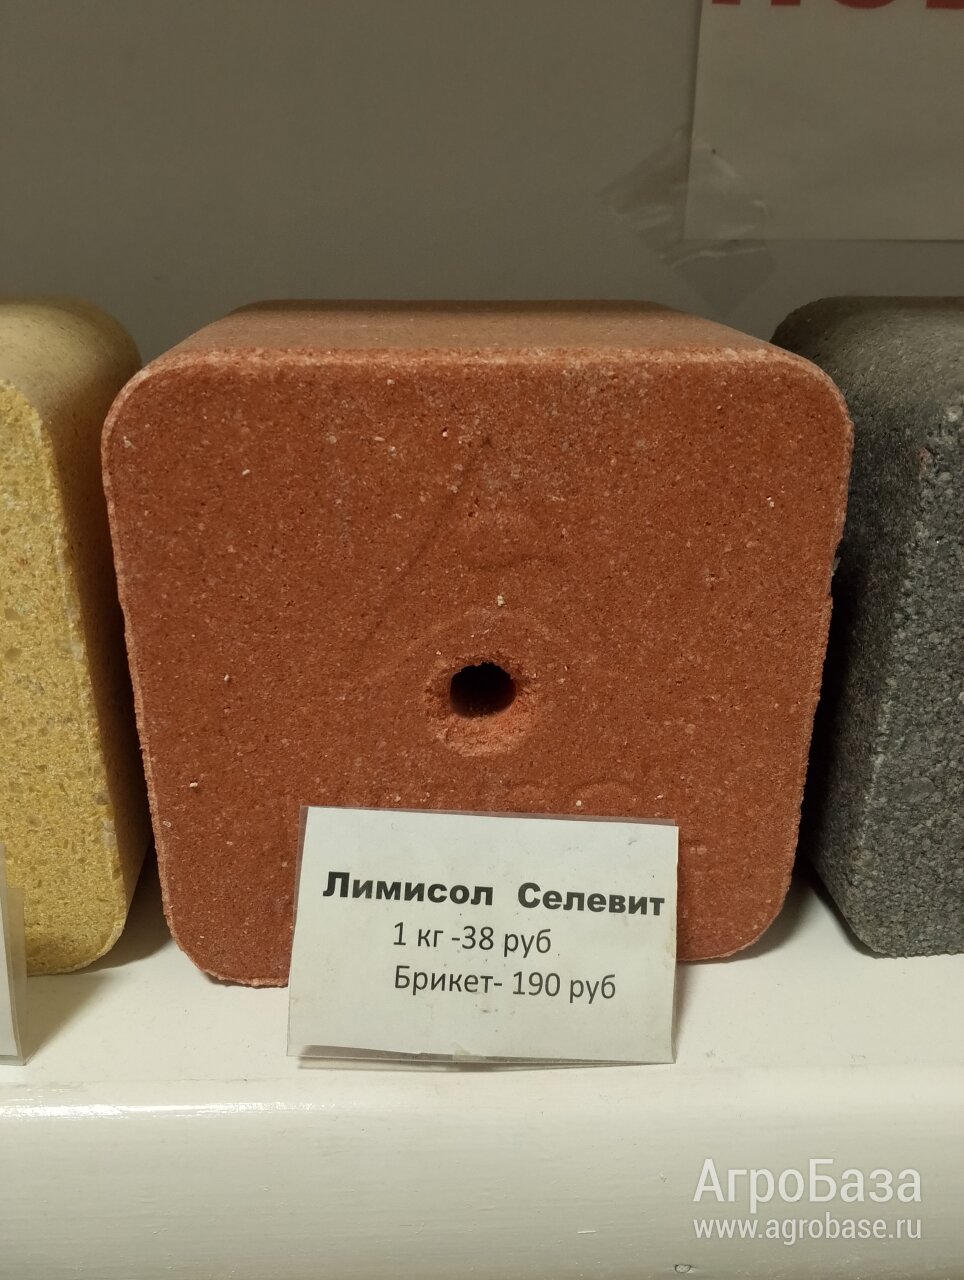 Лимисол Селевит
1 кг -38 руб
Брикет- 190 руб
АгроБаза
www.agrobase.ru